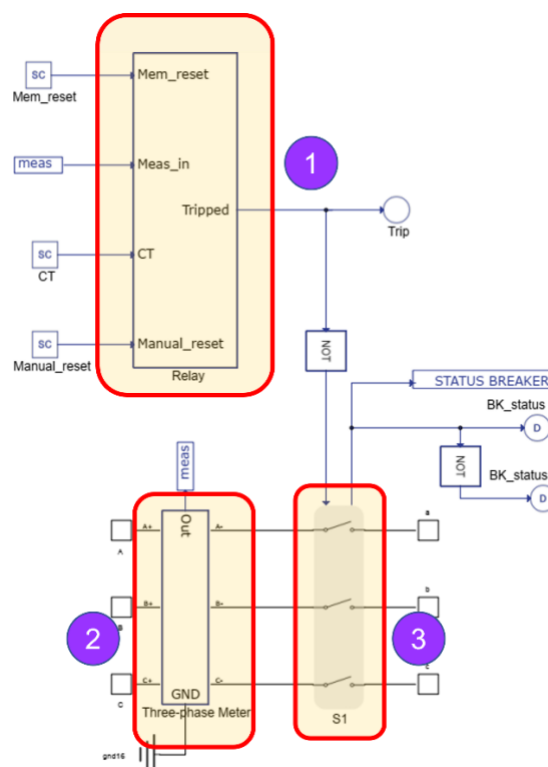 SC
Mem_reset
Mem_reset
meas
Meas_in
1
Tripped
Trip
SC
CT
CT
SC
Manual_reset
Manual_reset
Relay
NOT
STATUS BREAKER
BK_status
D
NOT
BK_status
D
meas
Out
A
A+
A-
a
B+
B-
b
2
3
C
C+
C-
GND
Three-phase Meter
S1
gnd16